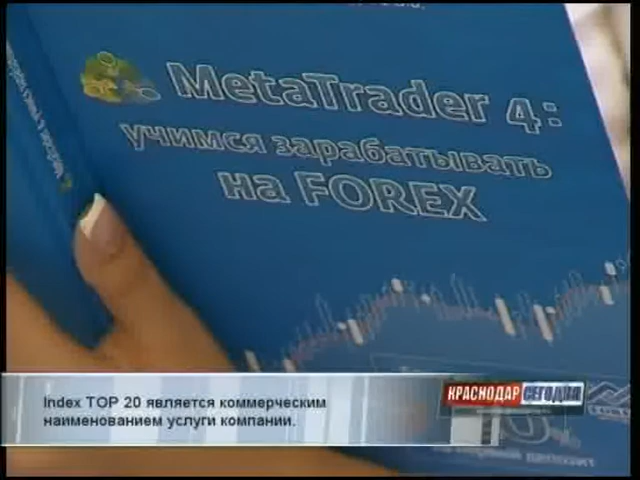 MetaTrader 4:
учимся зарабатывать
на FOREX
Index TOP 20 является коммерческим
наименованием услуги компании.
КРАСНОДАР СЕГОДНЯ